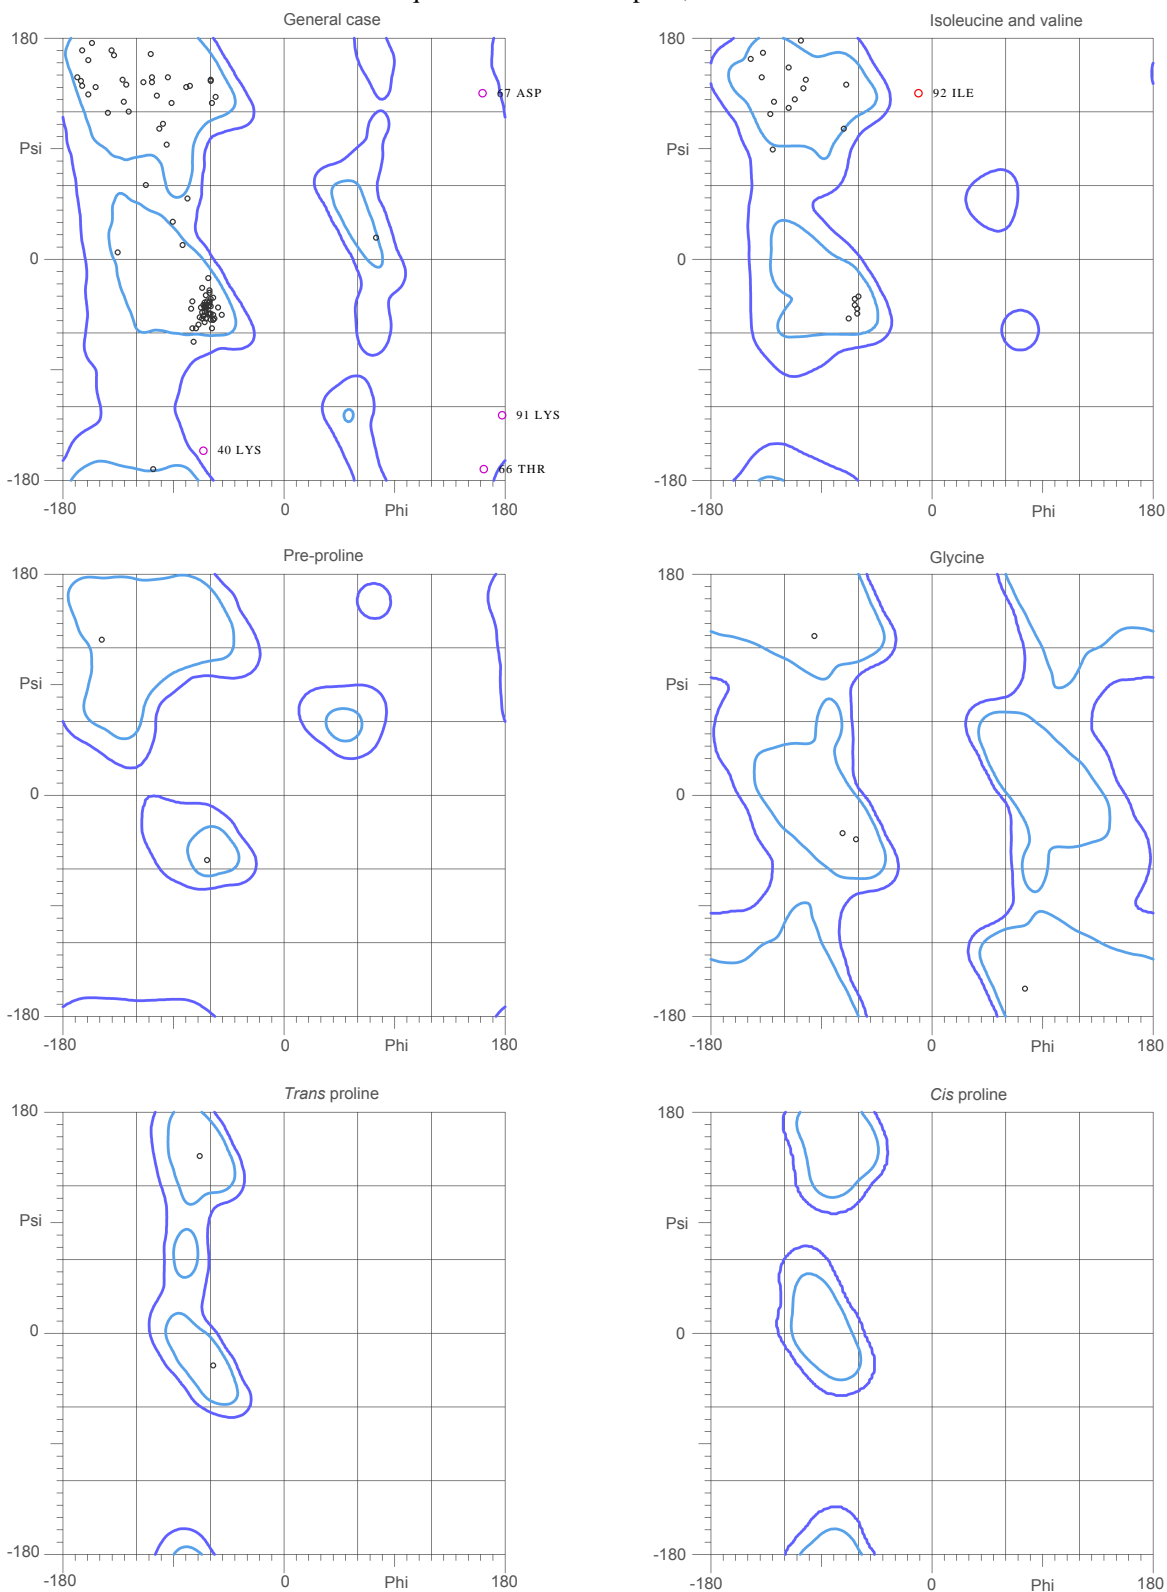 General case
Isoleucine and valine
180
180
67 ASP
92 ILE
Psi
Psi
0
0
91 LYS
40 LYS
66 THR
-180
-180
-180
0
Phi
180
-180
0
Phi
180
Pre-proline
Glycine
180
180
Psi
Psi
0
0
-180
-180
-180
0
Phi
180
-180
0
Phi
180
Trans proline
Cis proline
180
180
Psi
Psi
0
0
-180
-180
-180
0
Phi
180
-180
0
Phi
180